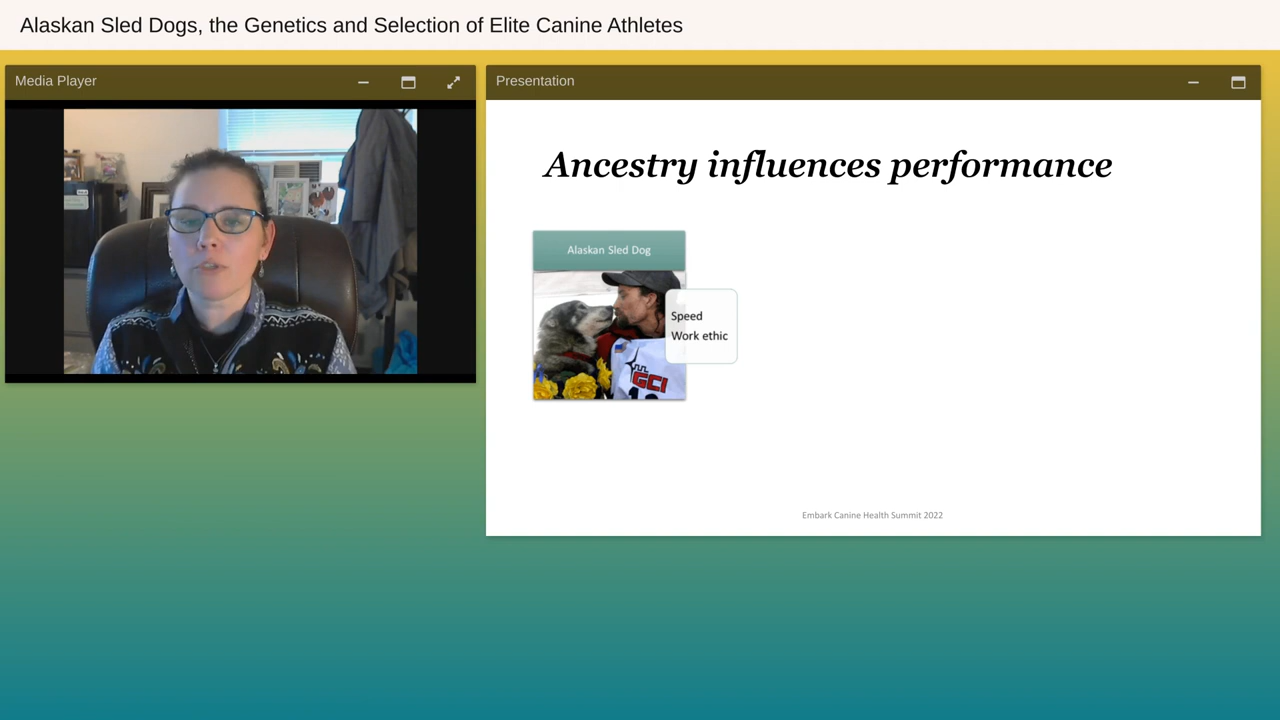 Alaskan Sled Dogs, the Genetics and Selection of Elite Canine Athletes
Media Player
Presentation
Ancestry influences performance
Alaskan Sled Dog
Speed
Work ethic
GCI
Embark Canine Health Summit 2022